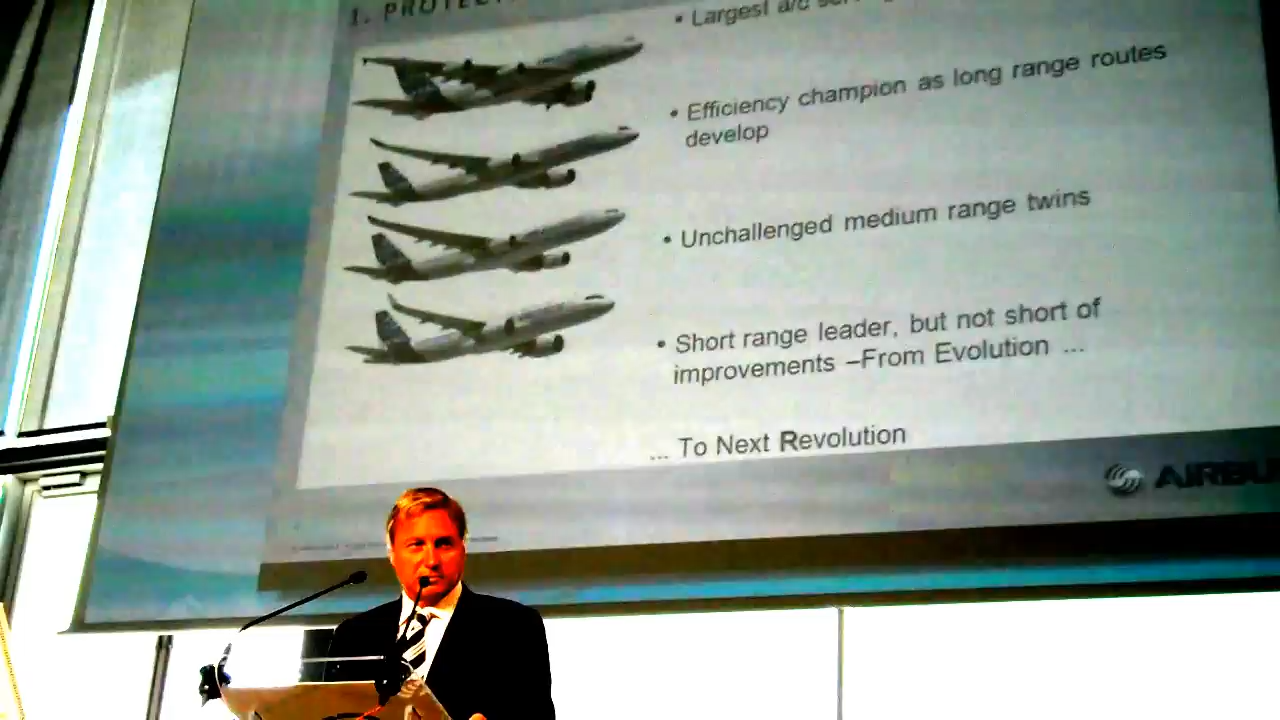 • Largest a/c
• Efficiency champion as long range routes
develop
• Unchallenged medium range twins
• Short range leader, but not short of
improvements –From Evolution ...
... To Next Revolution